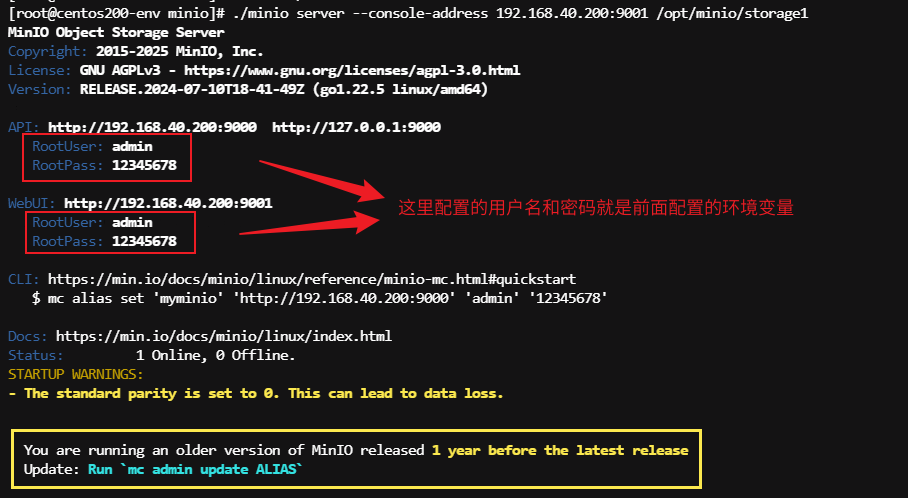 [root@centos200-env minio]# ./minio server --console-address 192.168.40.200:9001 /opt/minio/storage1
MinIO Object Storage Server
Copyright: 2015-2025 MinIO, Inc.
License: GNU AGPLv3 - https://www.gnu.org/licenses/agpl-3.0.html
Version: RELEASE.2024-07-10T18-41-49Z (go1.22.5 linux/amd64)
API: http://192.168.40.200:9000  http://127.0.0.1:9000
RootUser: admin
RootPass: 12345678
这里配置的用户名和密码就是前面配置的环境变量
WebUI: http://192.168.40.200:9001
RootUser: admin
RootPass: 12345678
CLI: https://min.io/docs/minio/linux/reference/minio-mc.html#quickstart
$ mc alias set 'myminio' 'http://192.168.40.200:9000' 'admin' '12345678'
Docs: https://min.io/docs/minio/linux/index.html
Status:         1 Online, 0 Offline.
STARTUP WARNINGS:
- The standard parity is set to 0. This can lead to data loss.
You are running an older version of MinIO released 1 year before the latest release
Update: Run `mc admin update ALIAS`